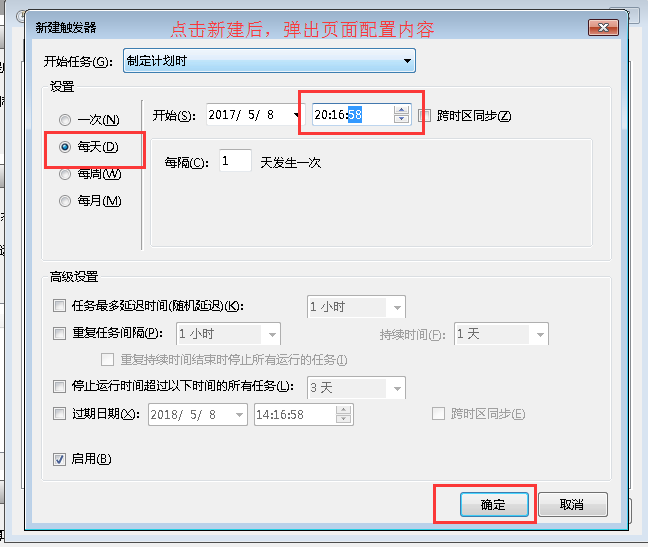 新建触发器
点击新建后，弹出页面配置内容
开始任务(G): 制定计划时
设置
一次(N)
每天(D)
每周(W)
每月(M)
开始(S): 2017/ 5/ 8 20:16:58 跨时区同步(Z)
每隔(C): 1 天发生一次
高级设置
任务最多延迟时间(随机延迟)(K): 1 小时
重复任务间隔(P): 1 小时 持续时间(F): 1 天
重复持续时间结束时停止所有运行的任务(I)
停止运行时间超过以下时间的所有任务(L): 3 天
过期日期(X): 2018/ 5/ 8 14:16:58 跨时区同步(E)
启用(B)
确定 取消